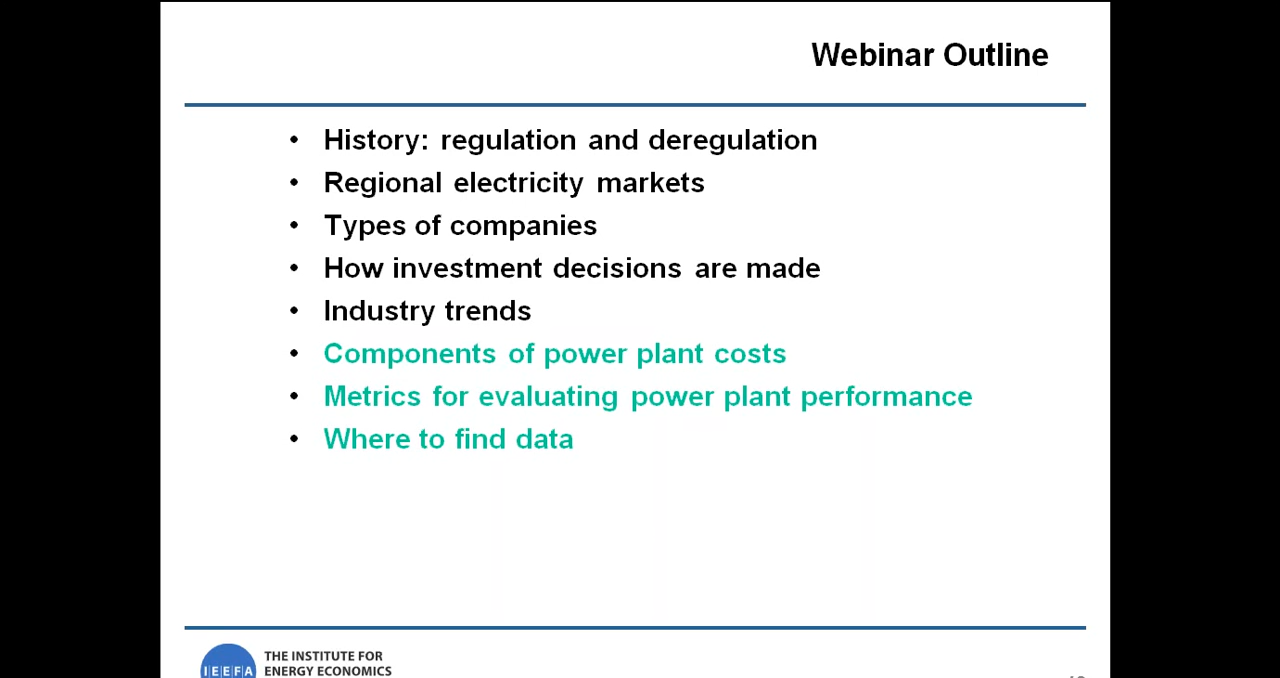 Webinar Outline
• History: regulation and deregulation
• Regional electricity markets
• Types of companies
• How investment decisions are made
• Industry trends
• Components of power plant costs
• Metrics for evaluating power plant performance
• Where to find data
THE INSTITUTE FOR
IEEFA ENERGY ECONOMICS